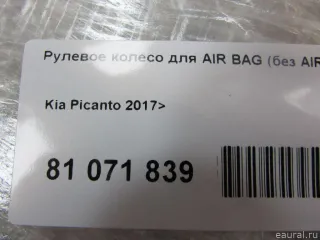 Рулевое колесо для AIR BAG (без AIR
Kia Picanto 2017>
81 071 839
eaural.ru